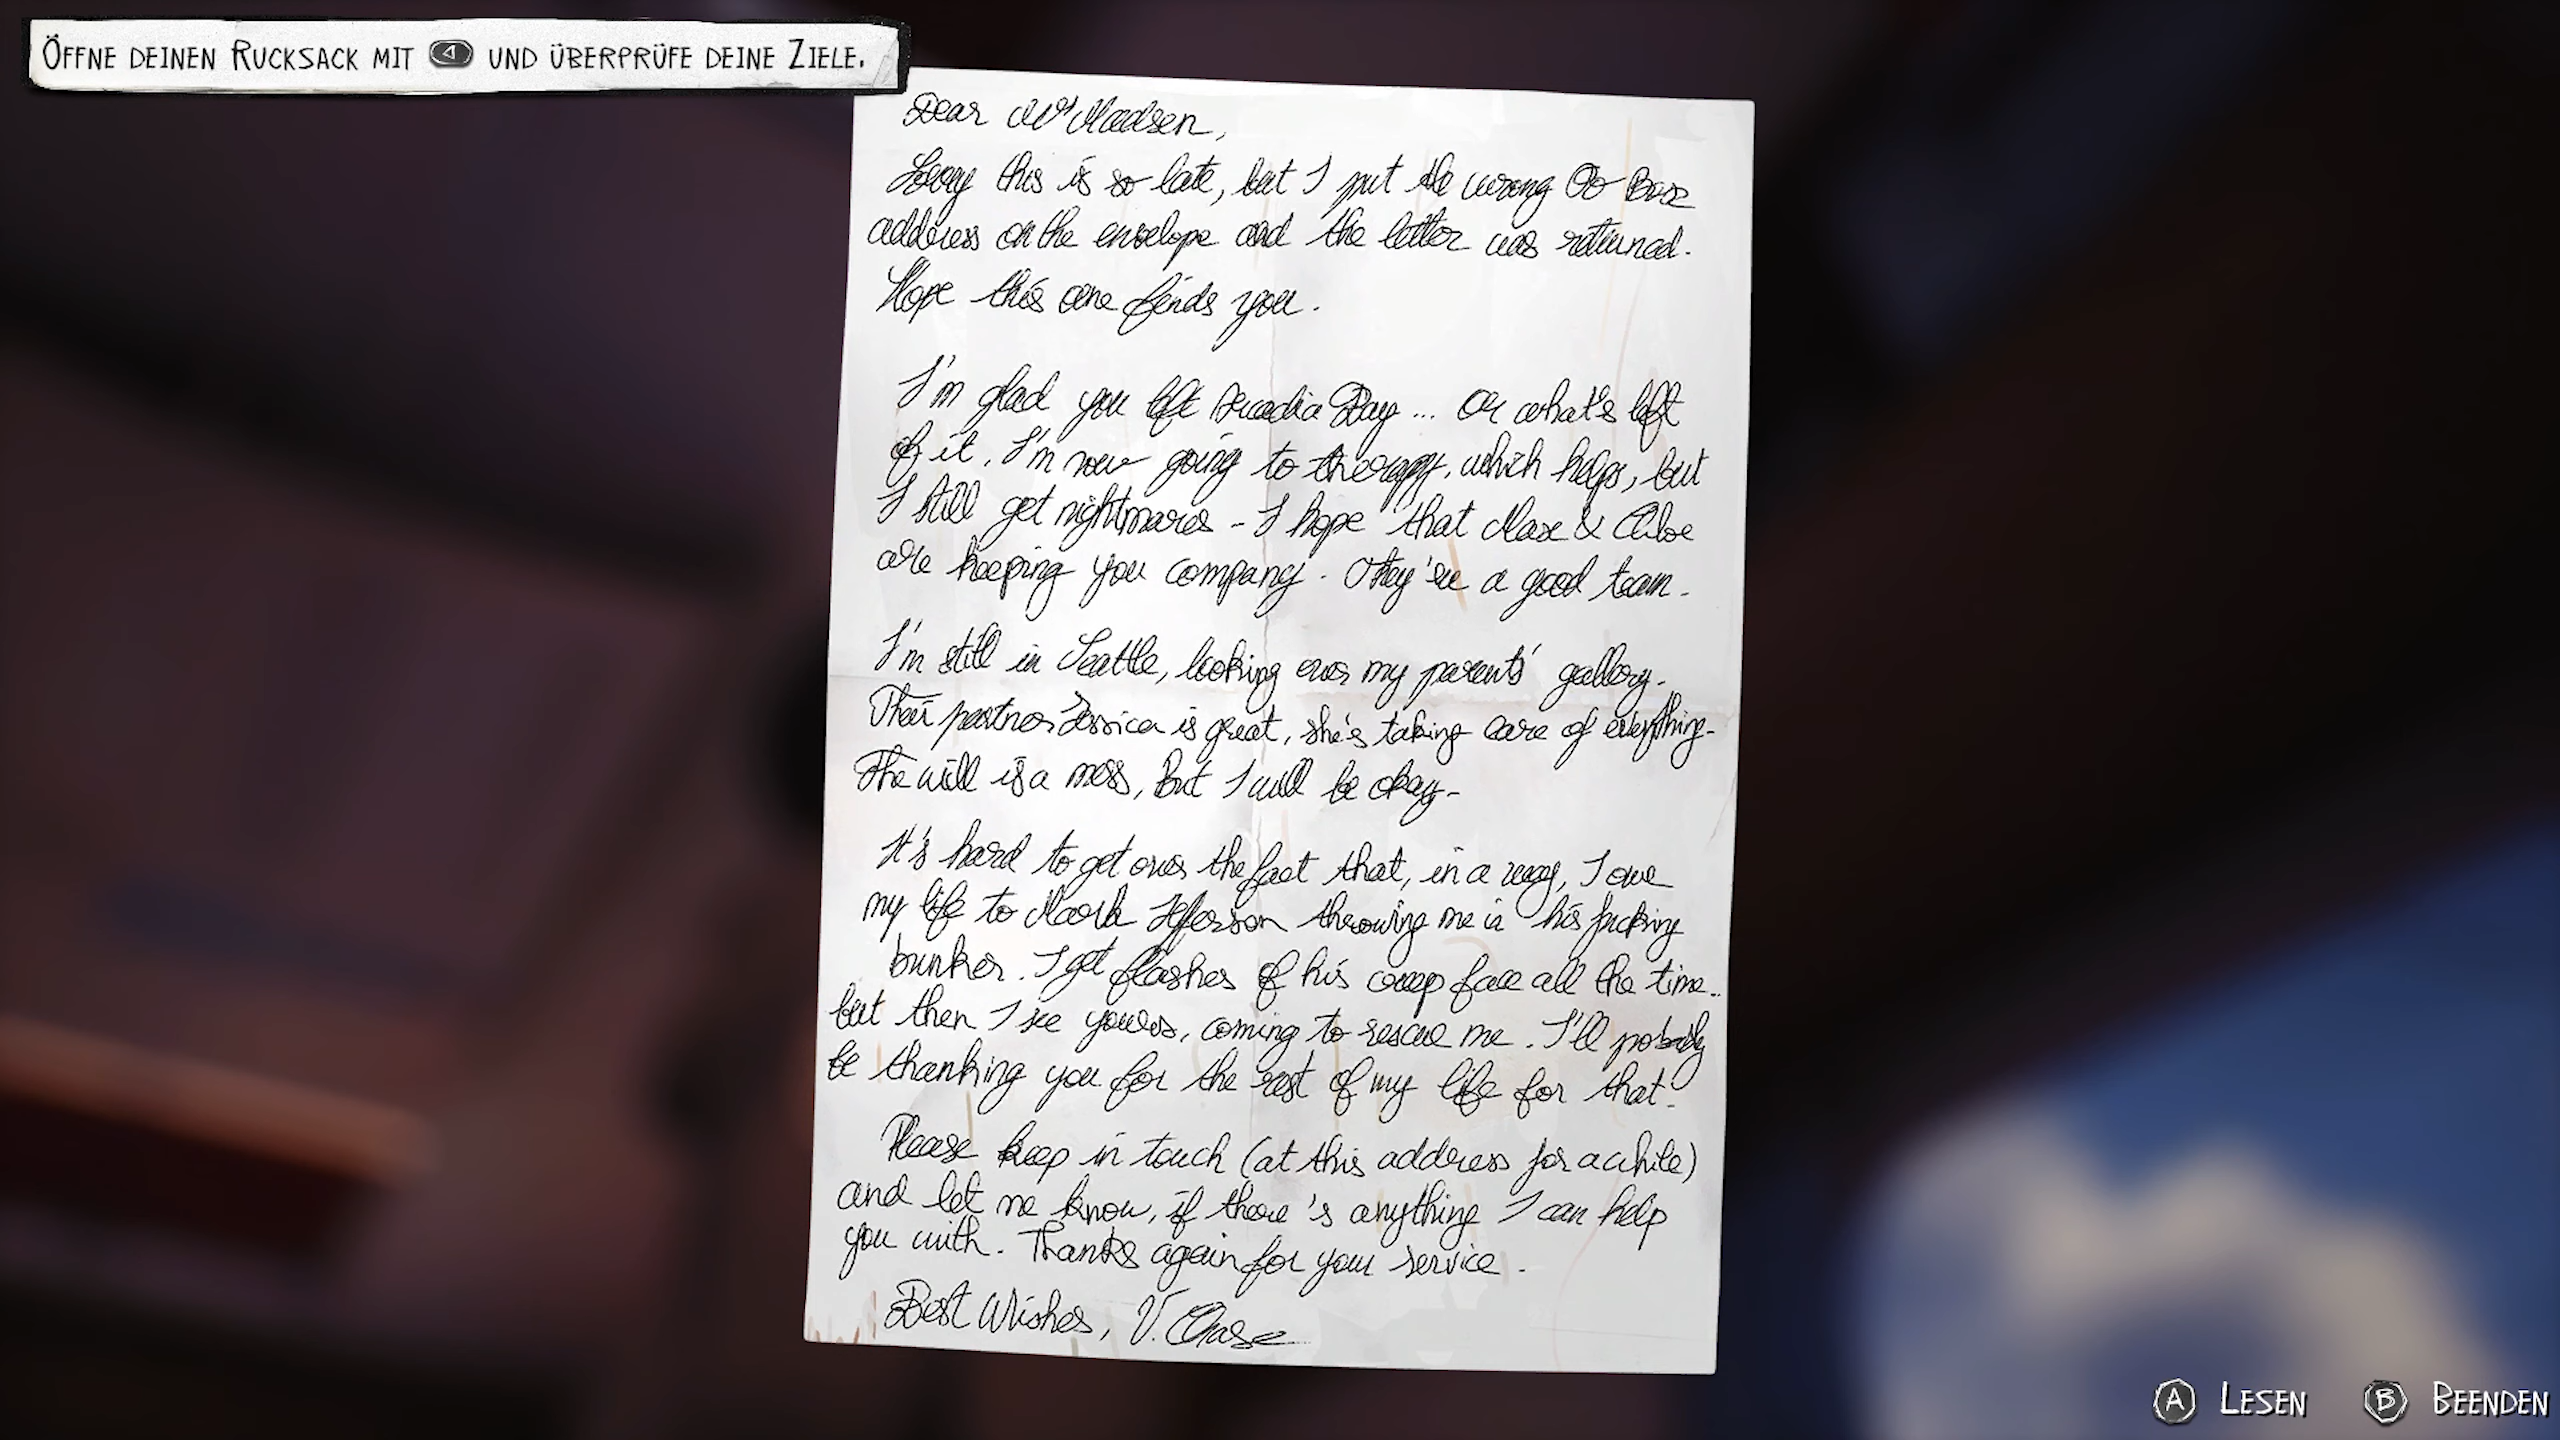 Öffne deinen Rucksack mit und überprüfe deine Ziele.
Dear Mr Madsen,
Sorry this is so late, but I put the wrong PO Box
address on the envelope and the letter was returned.
Hope this one finds you.
I'm glad you left Arcadia Bay... Or what's left
of it. I'm now going to therapy, which helps, but
I still get nightmares - I hope that Max & Chloe
are keeping you company. They're a good team.
I'm still in Seattle, looking over my parents' gallery.
Their partner Jessica is great, she's taking care of everything.
The will is a mess, But I will be okay.
It's hard to get over the fact that, in a way, I owe
my life to Mark Jefferson throwing me in his fucking
bunker. I get flashes of his creep face all the time..
but then I see yours, coming to rescue me. I'll probably
be thanking you for the rest of my life for that.
Please keep in touch (at this address for a while)
and let me know, if there's anything I can help
you with. Thanks again for your service.
Best Wishes, V. Chase
A Lesen B Beenden